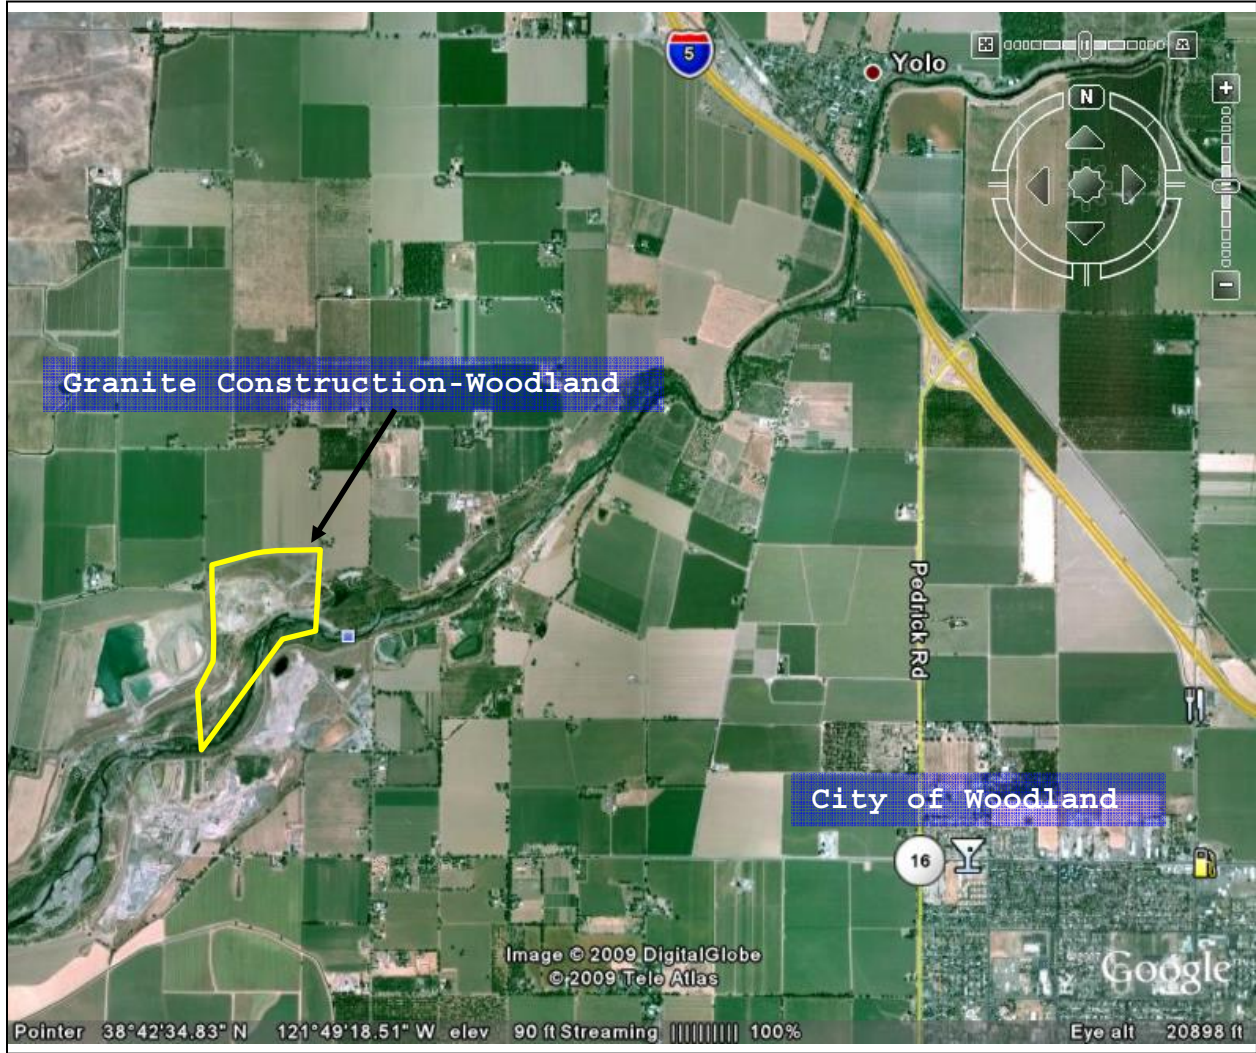 5
Yolo
N
Granite Construction-Woodland
Pedrick Rd
City of Woodland
16
Image © 2009 DigitalGlobe
© 2009 Tele Atlas
Google
Pointer 38°42'34.83" N 121°49'18.51" W elev 90 ft Streaming |||||||||| 100% Eye alt 20898 ft